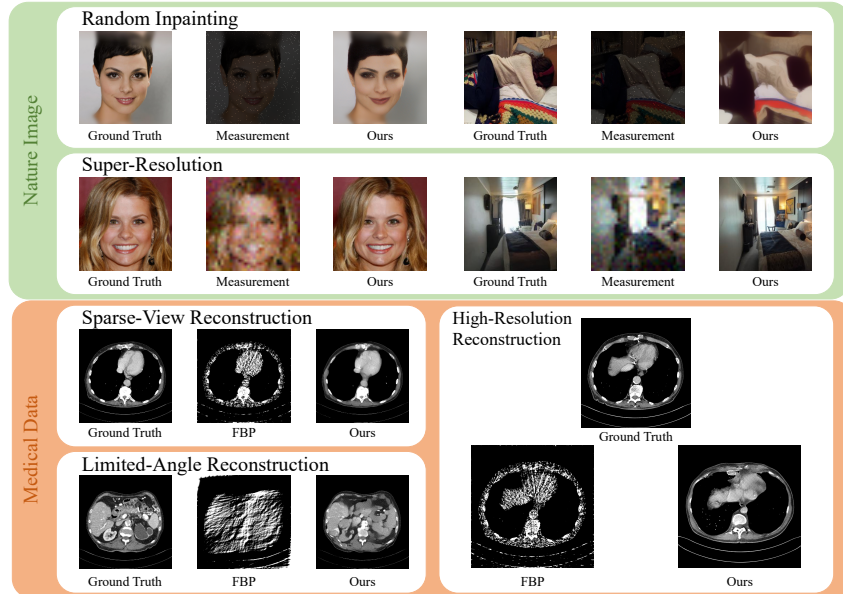 Nature Image
Random Inpainting
Ground Truth
Measurement
Ours
Ground Truth
Measurement
Ours
Super-Resolution
Ground Truth
Measurement
Ours
Ground Truth
Measurement
Ours
Medical Data
Sparse-View Reconstruction
Ground Truth
FBP
Ours
Limited-Angle Reconstruction
Ground Truth
FBP
Ours
High-Resolution
Reconstruction
Ground Truth
FBP
Ours